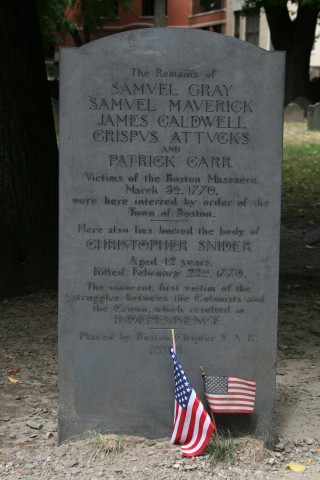 The Remains of
SAMVEL GRAY
SAMVEL MAVERICK
JAMES CALDWELL
CRISPVS ATTVCKS
AND
PATRICK CARR
Victims of the Boston Massacre,
March 5th, 1770,
were here interred by order of the
Town of Boston.
Here also lies buried the body of
CHRISTOPHER SNIDER
Aged 12 years,
Killed February 22nd, 1770.
The innocent, first victim of the
struggles between the Colonists and
the Crown, which resulted in
INDEPENDENCE
Placed by Boston Chapter S.A.R.